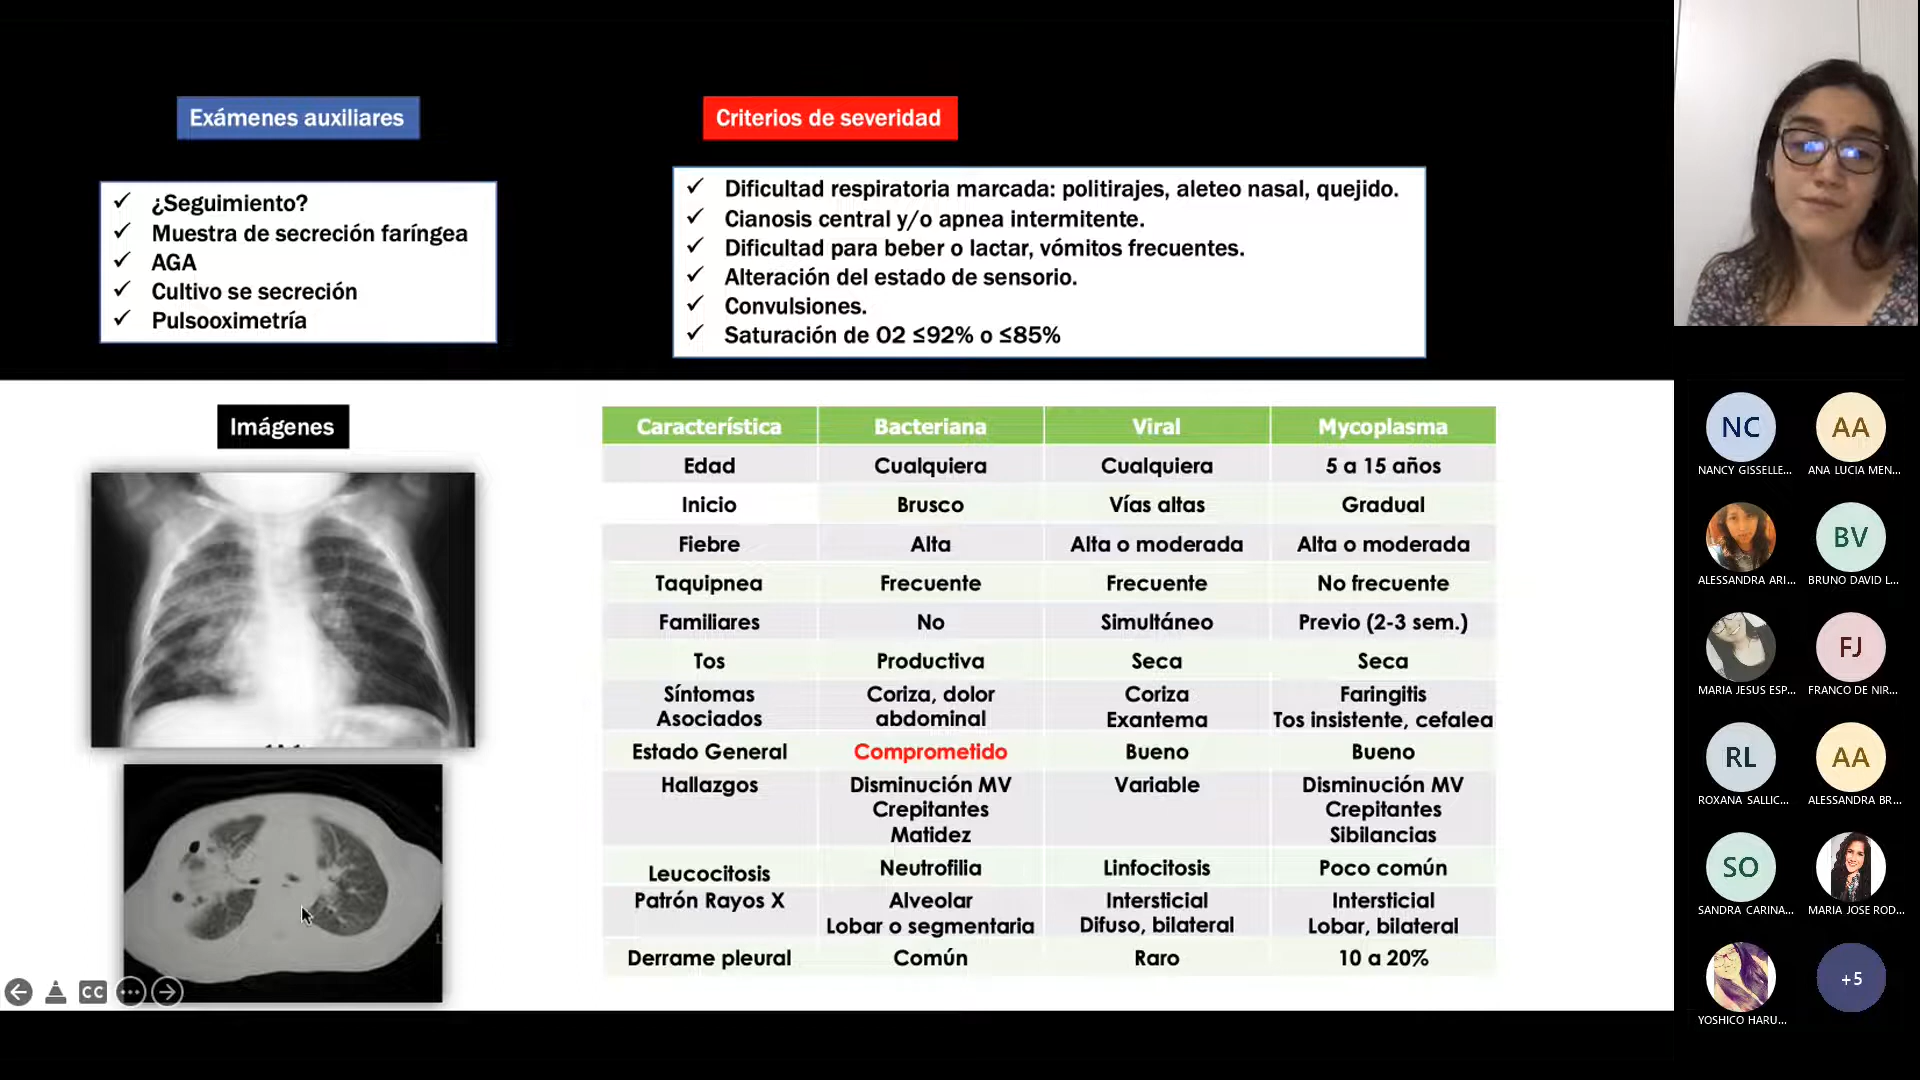 Exámenes auxiliares
Criterios de severidad
¿Seguimiento?
Muestra de secreción faríngea
AGA
Cultivo se secreción
Pulsooximetría
Dificultad respiratoria marcada: politirajes, aleteo nasal, quejido.
Cianosis central y/o apnea intermitente.
Dificultad para beber o lactar, vómitos frecuentes.
Alteración del estado de sensorio.
Convulsiones.
Saturación de O2 ≤92% o ≤85%
Imágenes
Característica Bacteriana Viral Mycoplasma
Edad Cualquiera Cualquiera 5 a 15 años
Inicio Brusco Vías altas Gradual
Fiebre Alta Alta o moderada Alta o moderada
Taquipnea Frecuente Frecuente No frecuente
Familiares No Simultáneo Previo (2-3 sem.)
Tos Productiva Seca Seca
Síntomas Coriza, dolor Coriza Faringitis
Asociados abdominal Exantema Tos insistente, cefalea
Estado General Comprometido Bueno Bueno
Hallazgos Disminución MV Variable Disminución MV
Crepitantes Crepitantes
Matidez Sibilancias
Leucocitosis Neutrofilia Linfocitosis Poco común
Patrón Rayos X Alveolar Intersticial Intersticial
Lobar o segmentaria Difuso, bilateral Lobar, bilateral
Derrame pleural Común Raro 10 a 20%
CC
NC AA
NANCY GISSELLE... ANA LUCIA MEN...
BV
ALESSANDRA ARI... BRUNO DAVID L...
FJ
MARIA JESUS ESP... FRANCO DE NIR...
RL AA
ROXANA SALLIC... ALESSANDRA BR...
SO
SANDRA CARINA... MARIA JOSE ROD...
+5
YOSHICO HARU...